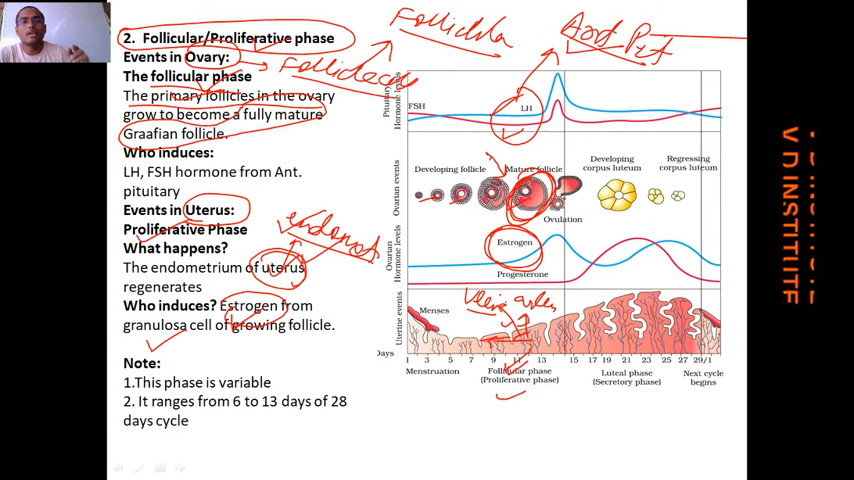 2. Follicular/Proliferative phase
Events in Ovary:
The follicular phase
The primary follicles in the ovary
grow to become a fully mature
Graafian follicle.
Who induces:
LH, FSH hormone from Ant.
pituitary
Events in Uterus:
Proliferative Phase
What happens?
The endometrium of uterus
regenerates
Who induces? Estrogen from
granulosa cell of growing follicle.
Note:
1.This phase is variable
2. It ranges from 6 to 13 days of 28
days cycle
Pituitary
Hormone levels
FSH
LH
Ovarian events
Developing follicle
Mature follicle
Developing
corpus luteum
Regressing
corpus luteum
Ovulation
Ovarian
Hormone levels
Estrogen
Progesterone
Uterine events
Menses
Days
1 3 5 7 9 11 13 15 17 19 21 23 25 27 29/1
Menstruation
Follicular phase
(Proliferative phase)
Luteal phase
(Secretory phase)
Next cycle
begins
V D INSTITUTE